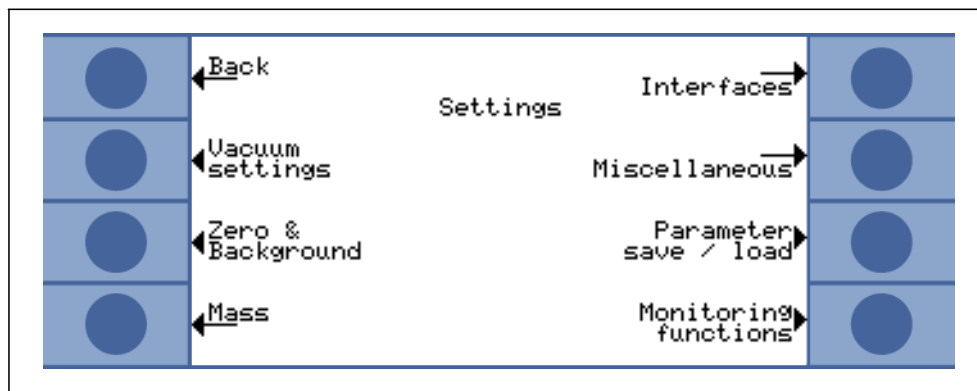 Back
Settings
Interfaces
Vacuum
settings
Miscellaneous
Zero &
Background
Parameter
save / load
Mass
Monitoring
functions